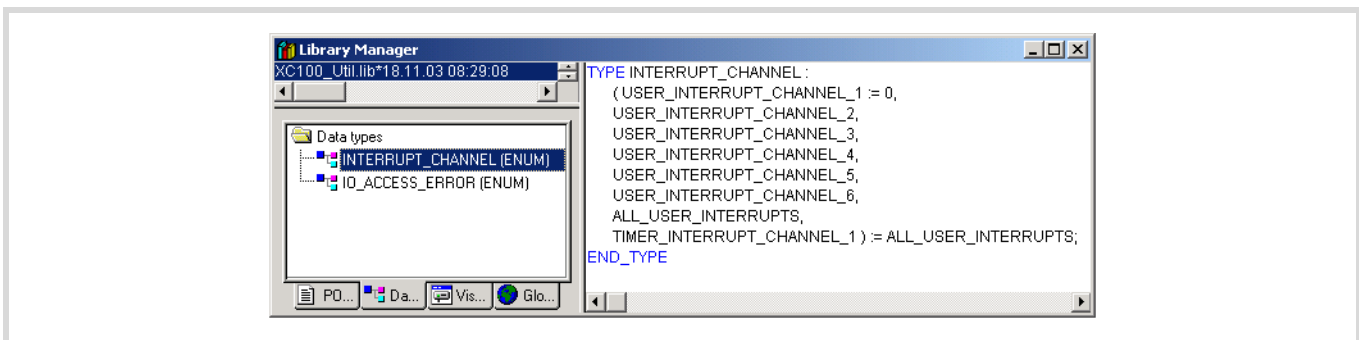 Library Manager
XC100_Util.lib*18.11.03 08:29:08
Data types
INTERRUPT_CHANNEL (ENUM)
IO_ACCESS_ERROR (ENUM)
PO...
Da...
Vis...
Glo...
TYPE INTERRUPT_CHANNEL :
( USER_INTERRUPT_CHANNEL_1 := 0,
USER_INTERRUPT_CHANNEL_2,
USER_INTERRUPT_CHANNEL_3,
USER_INTERRUPT_CHANNEL_4,
USER_INTERRUPT_CHANNEL_5,
USER_INTERRUPT_CHANNEL_6,
ALL_USER_INTERRUPTS,
TIMER_INTERRUPT_CHANNEL_1 ) := ALL_USER_INTERRUPTS;
END_TYPE